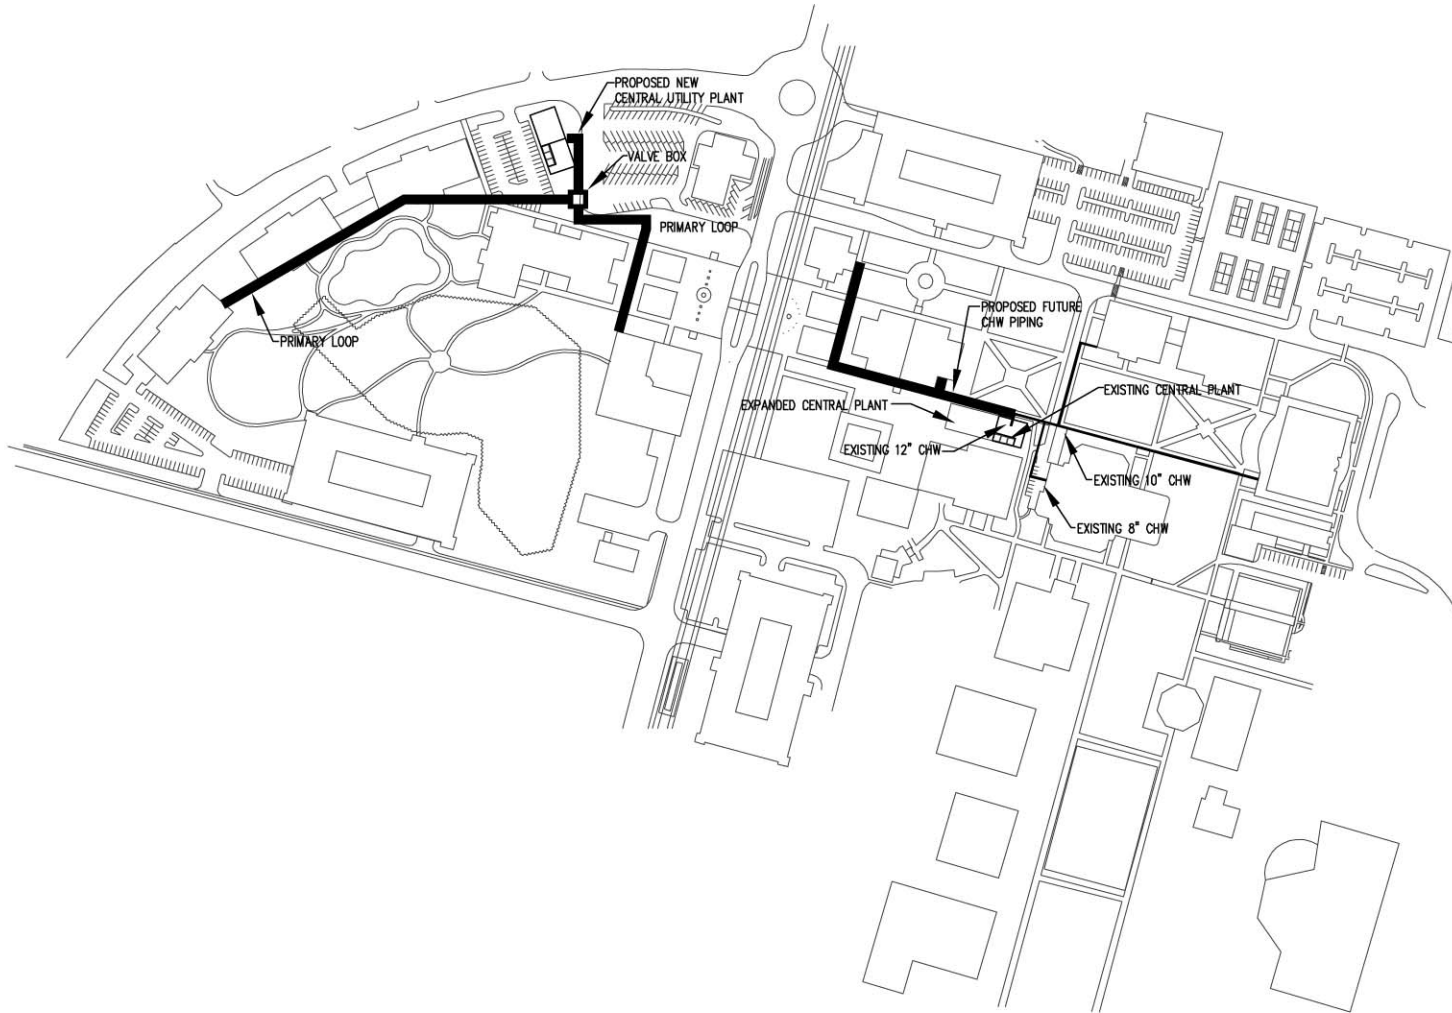 PROPOSED NEW
CENTRAL UTILITY PLANT
VALVE BOX
PRIMARY LOOP
PRIMARY LOOP
PROPOSED FUTURE
CHW PIPING
EXISTING CENTRAL PLANT
EXPANDED CENTRAL PLANT
EXISTING 12" CHW
EXISTING 10" CHW
EXISTING 8" CHW